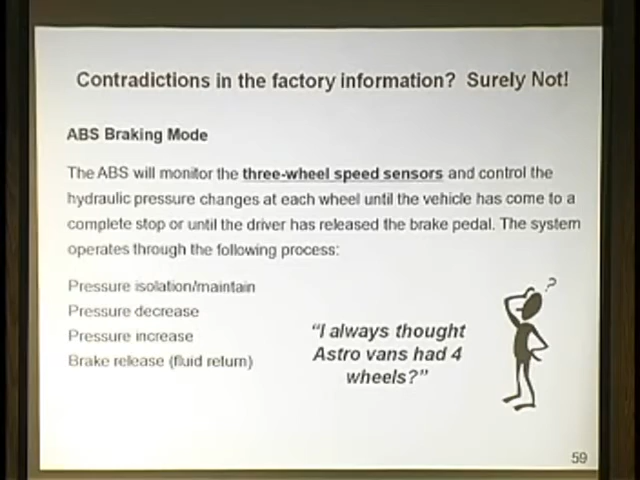 Contradictions in the factory information? Surely Not!
ABS Braking Mode
The ABS will monitor the three-wheel speed sensors and control the
hydraulic pressure changes at each wheel until the vehicle has come to a
complete stop or until the driver has released the brake pedal. The system
operates through the following process:
Pressure isolation/maintain
Pressure decrease
Pressure increase
Brake release (fluid return)
"I always thought
Astro vans had 4
wheels?"
?
59